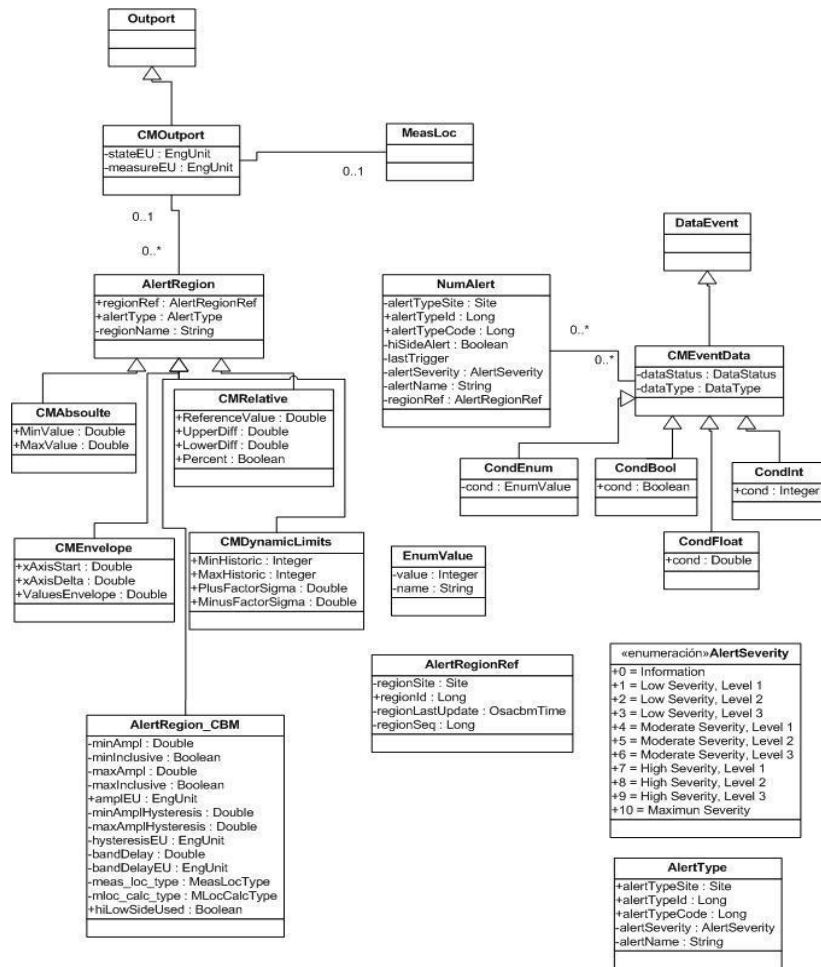 Outport
CMOutport
-stateEU : EngUnit
-measureEU : EngUnit
MeasLoc
0..1
0..1
0..*
AlertRegion
+regionRef : AlertRegionRef
+alertType : AlertType
-regionName : String
NumAlert
-alertTypeSite : Site
+alertTypeId : Long
+alertTypeCode : Long
-hiSideAlert : Boolean
-lastTrigger
-alertSeverity : AlertSeverity
-alertName : String
-regionRef : AlertRegionRef
DataEvent
0..*
0..*
CMEventData
-dataStatus : DataStatus
-dataType : DataType
CMAbsoulte
+MinValue : Double
+MaxValue : Double
CMRelative
+ReferenceValue : Double
+UpperDiff : Double
+LowerDiff : Double
+Percent : Boolean
CondEnum
-cond : EnumValue
CondBool
+cond : Boolean
CondInt
+cond : Integer
CMEnvelope
+xAxisStart : Double
+xAxisDelta : Double
+ValuesEnvelope : Double
CMDynamicLimits
+MinHistoric : Integer
+MaxHistoric : Integer
+PlusFactorSigma : Double
+MinusFactorSigma : Double
EnumValue
-value : Integer
-name : String
CondFloat
+cond : Double
AlertRegionRef
-regionSite : Site
+regionId : Long
-regionLastUpdate : OsacbmTime
-regionSeq : Long
«enumeración»AlertSeverity
+0 = Information
+1 = Low Severity, Level 1
+2 = Low Severity, Level 2
+3 = Low Severity, Level 3
+4 = Moderate Severity, Level 1
+5 = Moderate Severity, Level 2
+6 = Moderate Severity, Level 3
+7 = High Severity, Level 1
+8 = High Severity, Level 2
+9 = High Severity, Level 3
+10 = Maximun Severity
AlertRegion_CBM
-minAmpl : Double
-minInclusive : Boolean
-maxAmpl : Double
-maxInclusive : Boolean
+amplEU : EngUnit
-minAmplHysteresis : Double
-maxAmplHysteresis : Double
-hysteresisEU : EngUnit
-bandDelay : Double
-bandDelayEU : EngUnit
-meas_loc_type : MeasLocType
-mloc_calc_type : MLocCalcType
+hiLowSideUsed : Boolean
AlertType
+alertTypeSite : Site
+alertTypeId : Long
+alertTypeCode : Long
-alertSeverity : AlertSeverity
-alertName : String